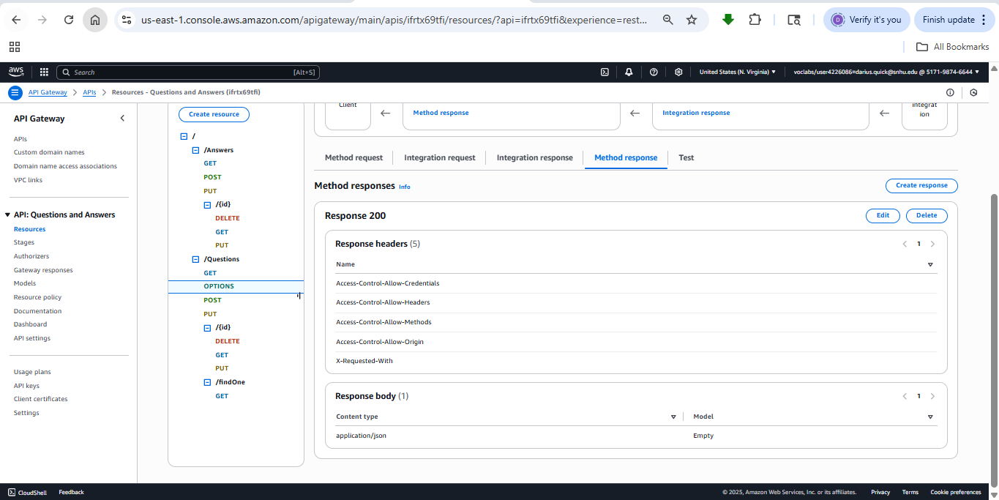 us-east-1.console.aws.amazon.com/apigateway/main/apis/ifrtx69tfi/resources/?api=ifrtx69tfi&experience=rest...
D Verify it's you
Finish update
All Bookmarks
aws
Search [Alt+S]
United States (N. Virginia)
voclabs/user4226086=darius.quick@snhu.edu @ 5171-9874-6644
API Gateway
APIs
Resources - Questions and Answers (ifrtx69tfi)
API Gateway
APIs
Custom domain names
Domain name access associations
VPC links
API: Questions and Answers
Resources
Stages
Authorizers
Gateway responses
Models
Resource policy
Documentation
Dashboard
API settings
Usage plans
API keys
Client certificates
Settings
Create resource
/
/Answers
GET
POST
PUT
/{id}
DELETE
GET
PUT
/Questions
GET
OPTIONS
POST
PUT
/{id}
DELETE
GET
PUT
/findOne
GET
Client
Method response
Integration response
Integrat
ion
Method request
Integration request
Integration response
Method response
Test
Method responses Info
Create response
Response 200
Edit
Delete
Response headers (5)
1
Name
Access-Control-Allow-Credentials
Access-Control-Allow-Headers
Access-Control-Allow-Methods
Access-Control-Allow-Origin
X-Requested-With
Response body (1)
1
Content type
Model
application/json
Empty
CloudShell
Feedback
© 2025, Amazon Web Services, Inc. or its affiliates.
Privacy
Terms
Cookie preferences